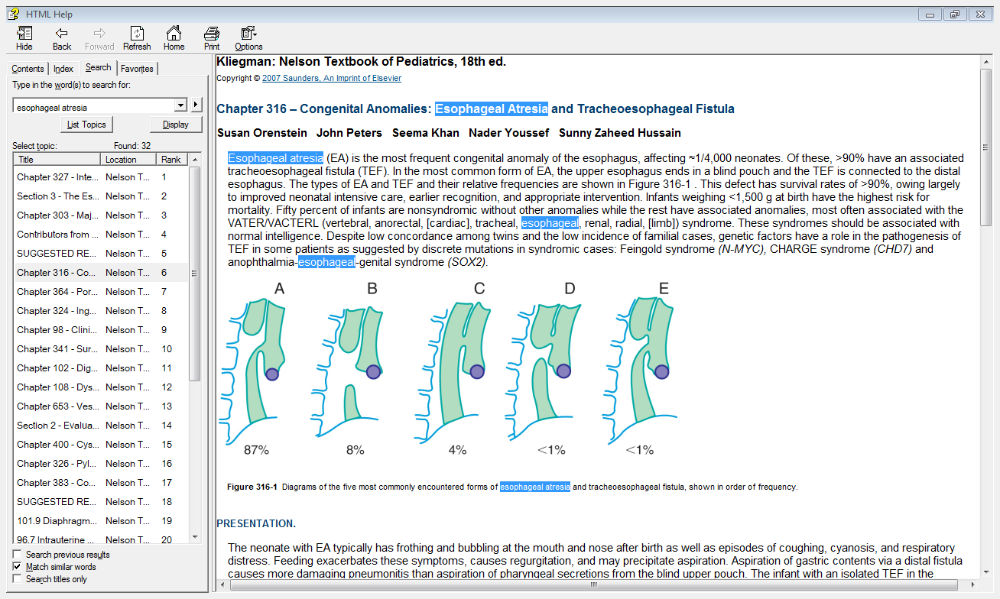 HTML Help
Hide Back Forward Refresh Home Print Options
Contents Index Search Favorites
Type in the word(s) to search for:
esophageal atresia
List Topics Display
Select topic: Found: 32
Title Location Rank
Chapter 327 - Inte... Nelson T... 1
Section 3 - The Es... Nelson T... 2
Chapter 303 - Maj... Nelson T... 3
Contributors from ... Nelson T... 4
SUGGESTED RE... Nelson T... 5
Chapter 316 - Co... Nelson T... 6
Chapter 364 - Por... Nelson T... 7
Chapter 324 - Ing... Nelson T... 8
Chapter 98 - Clini... Nelson T... 9
Chapter 341 - Sur... Nelson T... 10
Chapter 102 - Dig... Nelson T... 11
Chapter 108 - Dys... Nelson T... 12
Chapter 653 - Ves... Nelson T... 13
Section 2 - Evalua... Nelson T... 14
Chapter 400 - Cys... Nelson T... 15
Chapter 326 - Pyl... Nelson T... 16
Chapter 383 - Co... Nelson T... 17
SUGGESTED RE... Nelson T... 18
101.9 Diaphragm... Nelson T... 19
96.7 Intrauterine ... Nelson T... 20
Search previous results
Match similar words
Search titles only
Kliegman: Nelson Textbook of Pediatrics, 18th ed.
Copyright © 2007 Saunders, An Imprint of Elsevier
Chapter 316 – Congenital Anomalies: Esophageal Atresia and Tracheoesophageal Fistula
Susan Orenstein John Peters Seema Khan Nader Youssef Sunny Zaheed Hussain
Esophageal atresia (EA) is the most frequent congenital anomaly of the esophagus, affecting ≈1/4,000 neonates. Of these, >90% have an associated
tracheoesophageal fistula (TEF). In the most common form of EA, the upper esophagus ends in a blind pouch and the TEF is connected to the distal
esophagus. The types of EA and TEF and their relative frequencies are shown in Figure 316-1 . This defect has survival rates of >90%, owing largely
to improved neonatal intensive care, earlier recognition, and appropriate intervention. Infants weighing <1,500 g at birth have the highest risk for
mortality. Fifty percent of infants are nonsyndromic without other anomalies while the rest have associated anomalies, most often associated with the
VATER/VACTERL (vertebral, anorectal, [cardiac], tracheal, esophageal, renal, radial, [limb]) syndrome. These syndromes should be associated with
normal intelligence. Despite low concordance among twins and the low incidence of familial cases, genetic factors have a role in the pathogenesis of
TEF in some patients as suggested by discrete mutations in syndromic cases: Feingold syndrome (N-MYC), CHARGE syndrome (CHD7) and
anophthalmia-esophageal-genital syndrome (SOX2).
A B C D E
87% 8% 4% <1% <1%
Figure 316-1 Diagrams of the five most commonly encountered forms of esophageal atresia and tracheoesophageal fistula, shown in order of frequency.
PRESENTATION.
The neonate with EA typically has frothing and bubbling at the mouth and nose after birth as well as episodes of coughing, cyanosis, and respiratory
distress. Feeding exacerbates these symptoms, causes regurgitation, and may precipitate aspiration. Aspiration of gastric contents via a distal fistula
causes more damaging pneumonitis than aspiration of pharyngeal secretions from the blind upper pouch. The infant with an isolated TEF in the